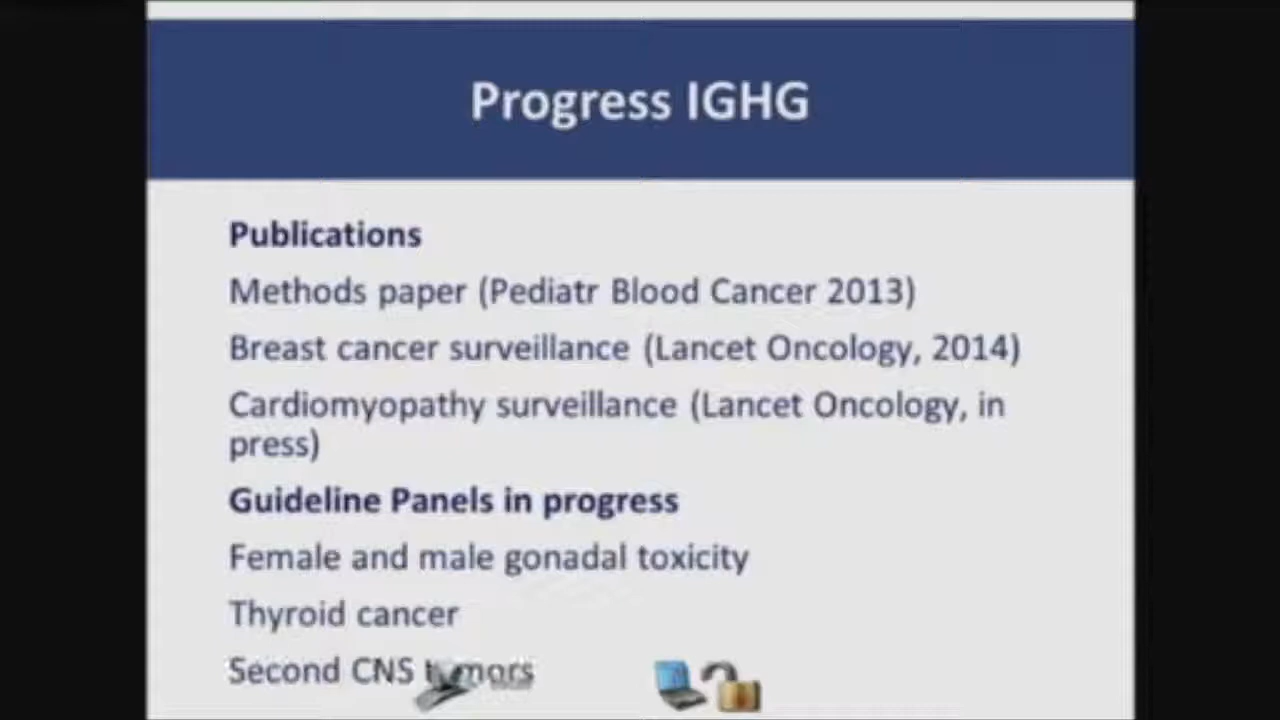 Progress IGHG
Publications
Methods paper (Pediatr Blood Cancer 2013)
Breast cancer surveillance (Lancet Oncology, 2014)
Cardiomyopathy surveillance (Lancet Oncology, in
press)
Guideline Panels in progress
Female and male gonadal toxicity
Thyroid cancer
Second CNS tumors